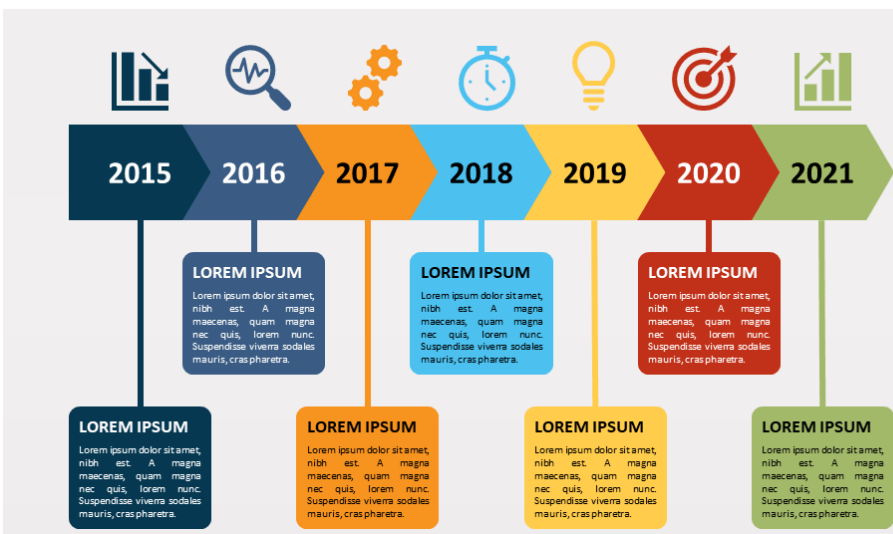 2015 2016 2017 2018 2019 2020 2021
LOREM IPSUM
Lorem ipsum dolor sit amet,
nibh est. A magna
maecenas, quam magna
nec quis, lorem nunc.
Suspendisse viverra sodales
mauris, cras pharetra.
LOREM IPSUM
Lorem ipsum dolor sit amet,
nibh est. A magna
maecenas, quam magna
nec quis, lorem nunc.
Suspendisse viverra sodales
mauris, cras pharetra.
LOREM IPSUM
Lorem ipsum dolor sit amet,
nibh est. A magna
maecenas, quam magna
nec quis, lorem nunc.
Suspendisse viverra sodales
mauris, cras pharetra.
LOREM IPSUM
Lorem ipsum dolor sit amet,
nibh est. A magna
maecenas, quam magna
nec quis, lorem nunc.
Suspendisse viverra sodales
mauris, cras pharetra.
LOREM IPSUM
Lorem ipsum dolor sit amet,
nibh est. A magna
maecenas, quam magna
nec quis, lorem nunc.
Suspendisse viverra sodales
mauris, cras pharetra.
LOREM IPSUM
Lorem ipsum dolor sit amet,
nibh est. A magna
maecenas, quam magna
nec quis, lorem nunc.
Suspendisse viverra sodales
mauris, cras pharetra.
LOREM IPSUM
Lorem ipsum dolor sit amet,
nibh est. A magna
maecenas, quam magna
nec quis, lorem nunc.
Suspendisse viverra sodales
mauris, cras pharetra.